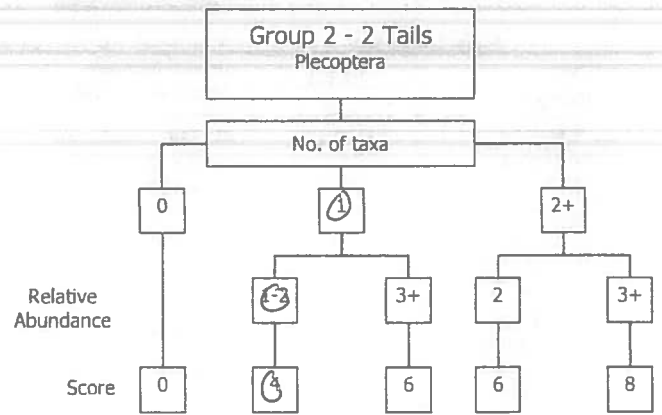 Group 2 - 2 Tails
Plecoptera
No. of taxa
0 1 2+
Relative
Abundance
1-2 3+ 2 3+
Score
0 4 6 6 8